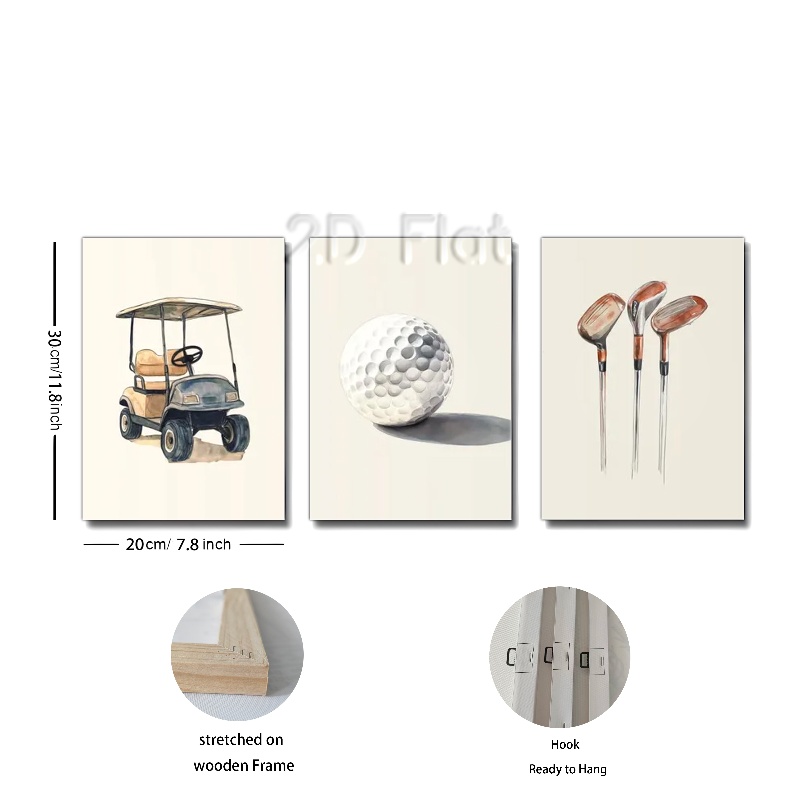 2D Flat
30cm/11.8inch
20cm/ 7.8 inch
stretched on
wooden Frame
Hook
Ready to Hang